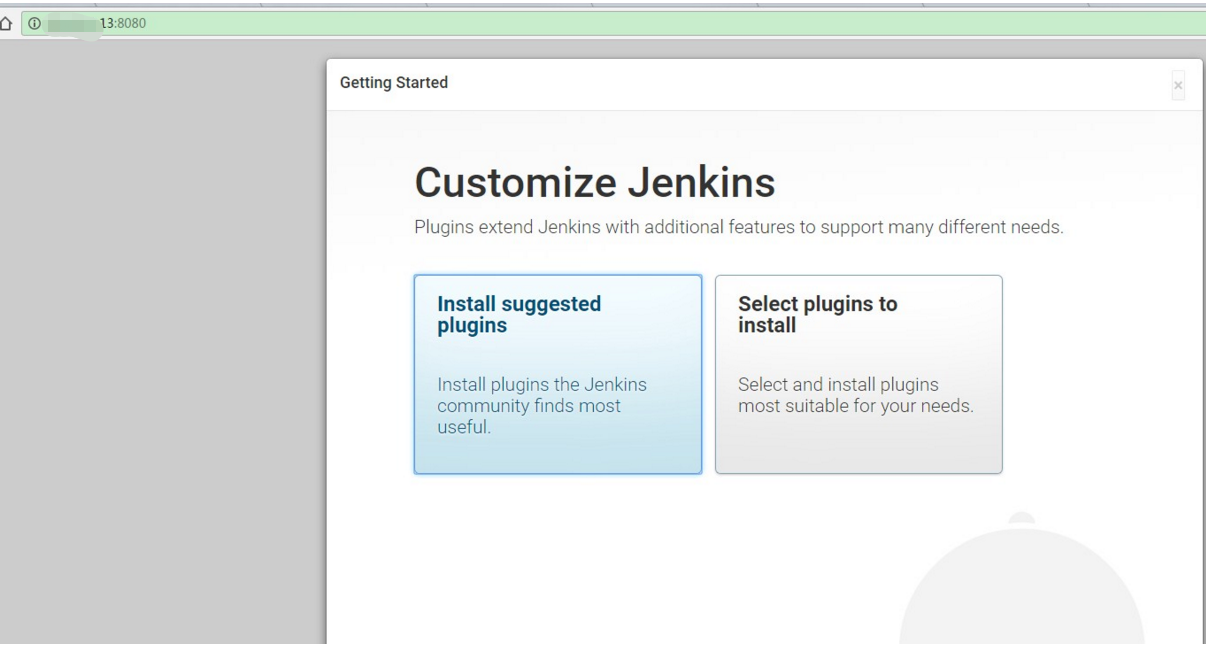 13:8080
Getting Started
×
Customize Jenkins
Plugins extend Jenkins with additional features to support many different needs.
Install suggested
plugins
Install plugins the Jenkins
community finds most
useful.
Select plugins to
install
Select and install plugins
most suitable for your needs.